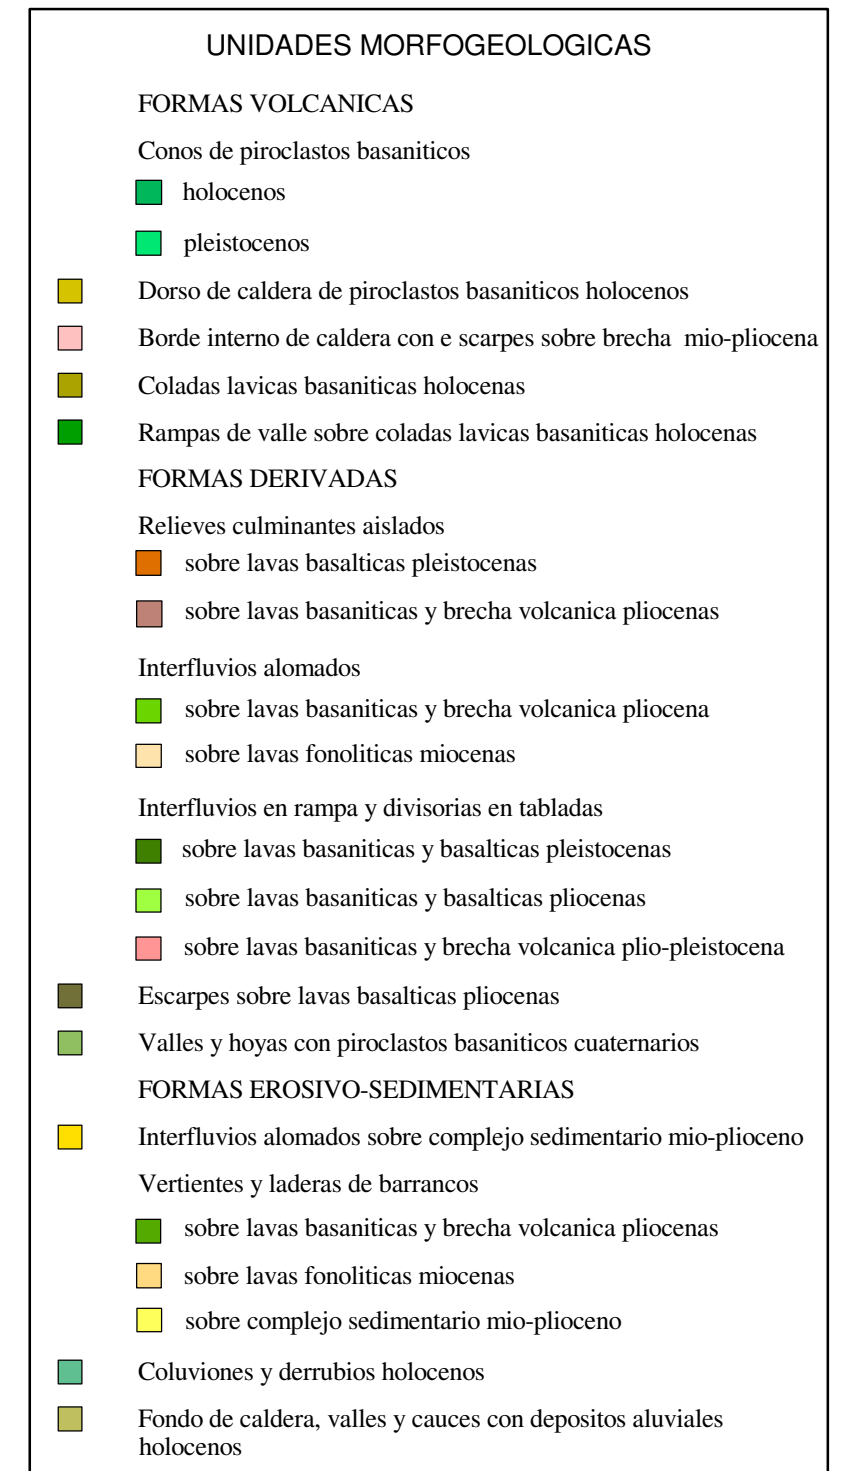 UNIDADES MORFOGEOLOGICAS
FORMAS VOLCANICAS
Conos de piroclastos basaniticos
holocenos
pleistocenos
Dorso de caldera de piroclastos basaniticos holocenos
Borde interno de caldera con e scarpes sobre brecha mio-pliocena
Coladas lavicas basaniticas holocenas
Rampas de valle sobre coladas lavicas basaniticas holocenas
FORMAS DERIVADAS
Relieves culminantes aislados
sobre lavas basalticas pleistocenas
sobre lavas basaniticas y brecha volcanica pliocenas
Interfluvios alomados
sobre lavas basaniticas y brecha volcanica pliocena
sobre lavas fonoliticas miocenas
Interfluvios en rampa y divisorias en tabladas
sobre lavas basaniticas y basalticas pleistocenas
sobre lavas basaniticas y basalticas pliocenas
sobre lavas basaniticas y brecha volcanica plio-pleistocena
Escarpes sobre lavas basalticas pliocenas
Valles y hoyas con piroclastos basaniticos cuaternarios
FORMAS EROSIVO-SEDIMENTARIAS
Interfluvios alomados sobre complejo sedimentario mio-plioceno
Vertientes y laderas de barrancos
sobre lavas basaniticas y brecha volcanica pliocenas
sobre lavas fonoliticas miocenas
sobre complejo sedimentario mio-plioceno
Coluviones y derrubios holocenos
Fondo de caldera, valles y cauces con depositos aluviales
holocenos